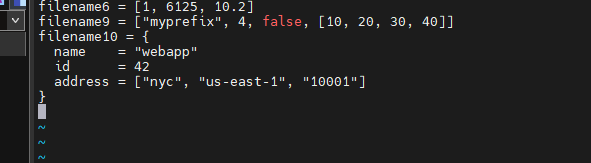 filename6 = [1, 6125, 10.2]
filename9 = ["myprefix", 4, false, [10, 20, 30, 40]]
filename10 = {
  name    = "webapp"
  id      = 42
  address = ["nyc", "us-east-1", "10001"]
}
~
~
~